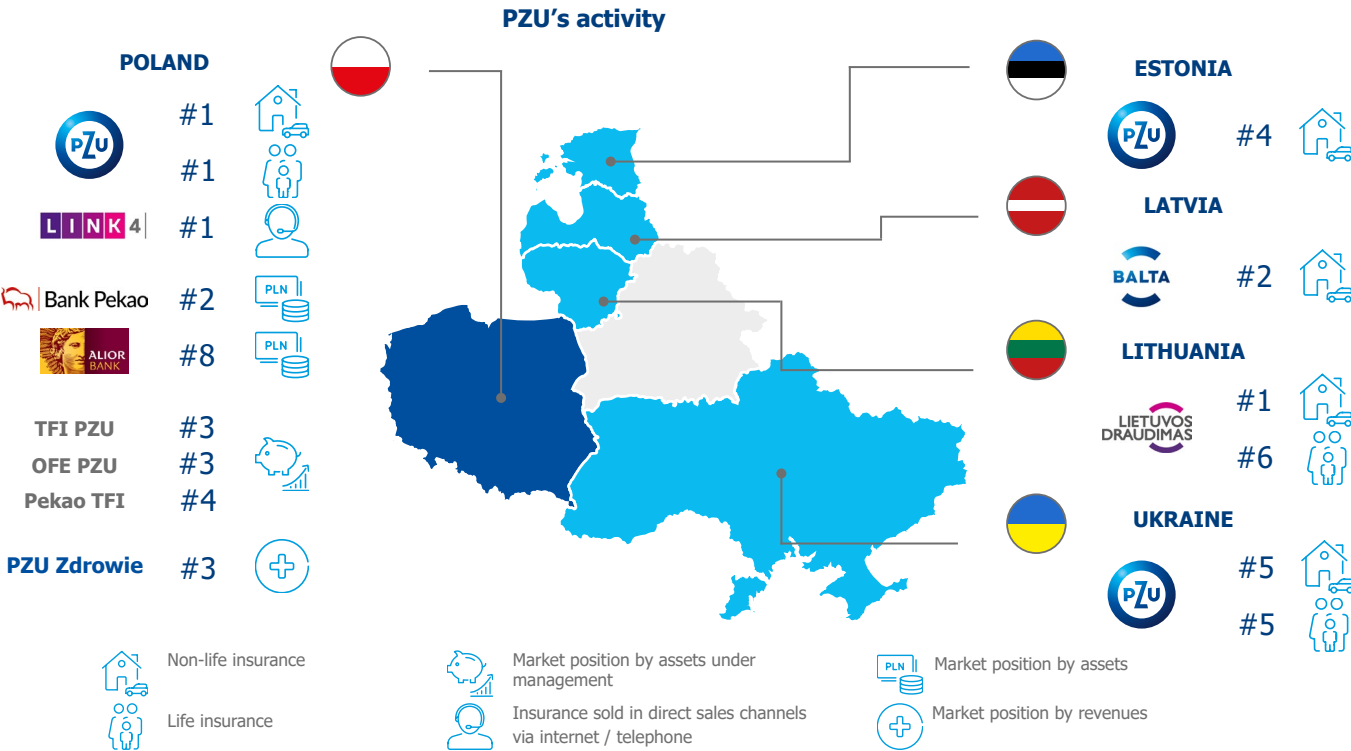 PZU's activity
POLAND
PZU
#1
#1
LINK4
#1
Bank Pekao
#2
ALIOR
BANK
#8
PLN
PLN
TFI PZU
#3
OFE PZU
#3
Pekao TFI
#4
PZU Zdrowie
#3
ESTONIA
PZU
#4
LATVIA
BALTA
#2
LITHUANIA
LIETUVOS
DRAUDIMAS
#1
#6
UKRAINE
PZU
#5
#5
Non-life insurance
Life insurance
Market position by assets under
management
Insurance sold in direct sales channels
via internet / telephone
PLN
Market position by assets
Market position by revenues